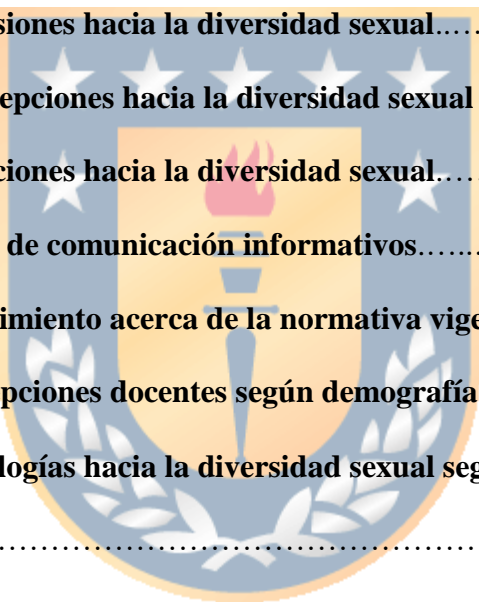 siones hacia la diversidad sexual..…
epciones hacia la diversidad sexual
ciones hacia la diversidad sexual.…
de comunicación informativos.…...
imiento acerca de la normativa vige
pciones docentes según demografía
logías hacia la diversidad sexual seg
………………………………………